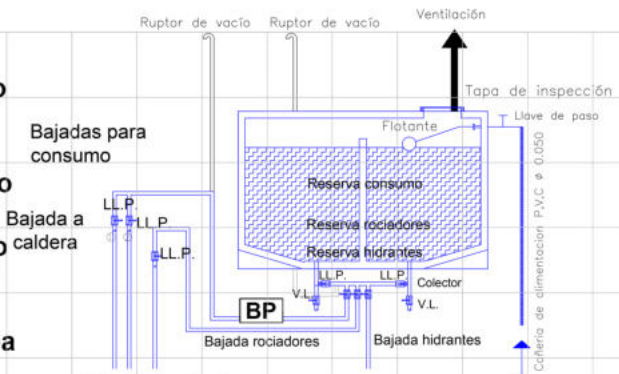 Ventilación
Ruptor de vacío
Ruptor de vacío
Tapa de inspección
Llave de paso
Flotante
Bajadas para
consumo
Reserva consumo
LL.P.
Bajada a
caldera
LL.P.
Reserva rociadores
LL.P.
Reserva hidrantes
LL.P.
LL.P.
Colector
V.L.
V.L.
BP
Bajada rociadores
Bajada hidrantes
Cañeria de alimentacion P.V.C ø 0.050